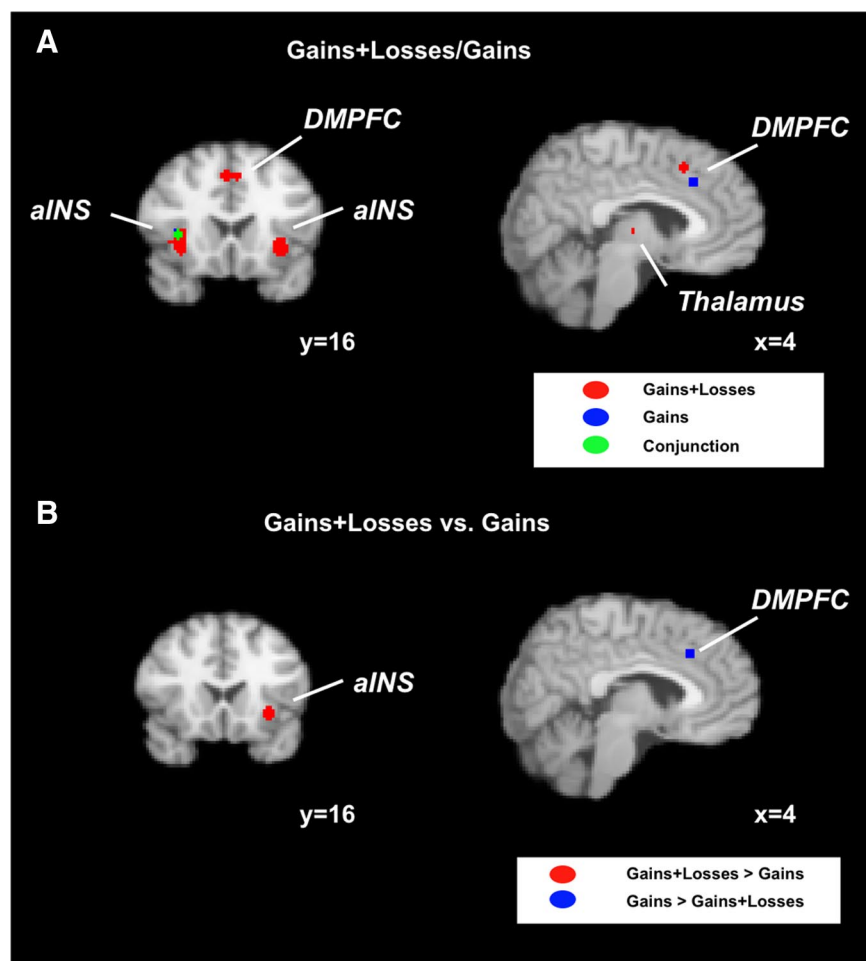 A
Gains+Losses/Gains
DMPFC
DMPFC
aINS
aINS
Thalamus
y=16
x=4
Gains+Losses
Gains
Conjunction
B
Gains+Losses vs. Gains
DMPFC
aINS
y=16
x=4
Gains+Losses > Gains
Gains > Gains+Losses